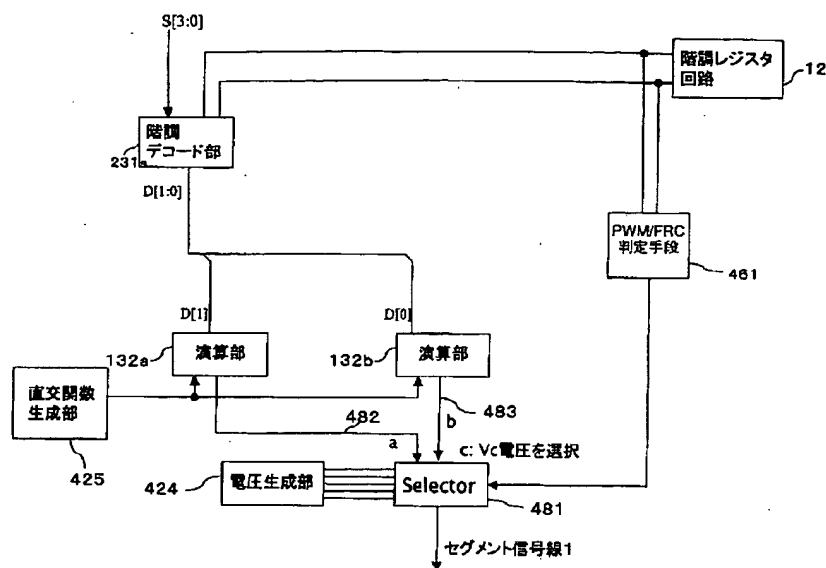 S[3:0]
階調レジスタ
回路
12
階調
デコード部
231a
D[1:0]
PWM/FRC
判定手段
461
D[1]
D[0]
132a
演算部
132b
演算部
直交関数
生成部
425
482
483
a
b
c: Vc電圧を選択
424
電圧生成部
Selector
481
セグメント信号線1